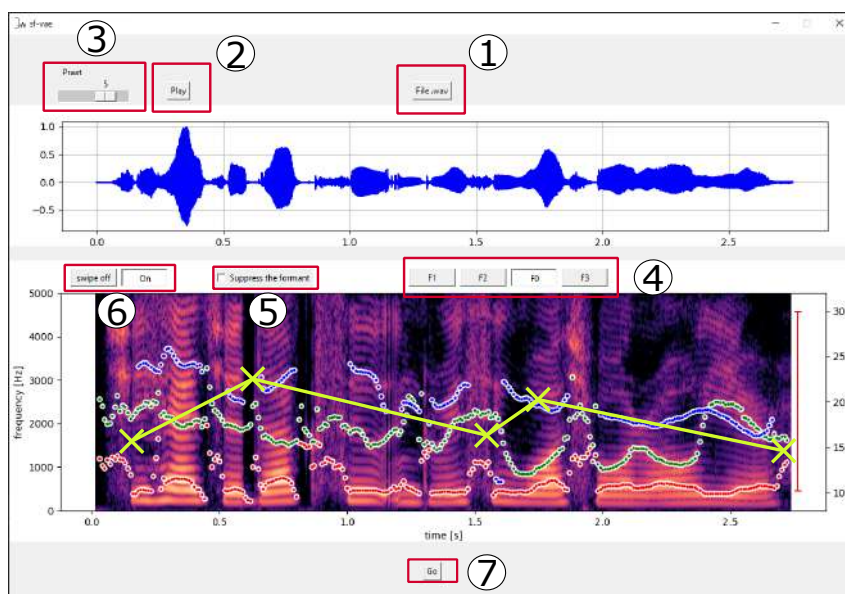 sf-vae
③ ② ①
Praat
5
Play
File .wav
1.0
0.5
0.0
−0.5
0.0 0.5 1.0 1.5 2.0 2.5
swipe off On
Suppress the formant
F1 F2 F0 F3
④
⑥ ⑤
5000
4000
3000
2000
1000
0
frequency [Hz]
30
25
20
15
10
0.0 0.5 1.0 1.5 2.0 2.5
time [s]
Go
⑦